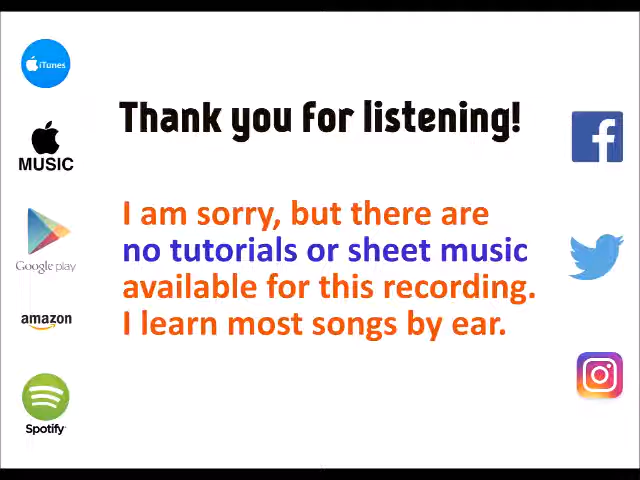 iTunes
Thank you for listening!
MUSIC
I am sorry, but there are
no tutorials or sheet music
Google play
available for this recording.
amazon
I learn most songs by ear.
Spotify